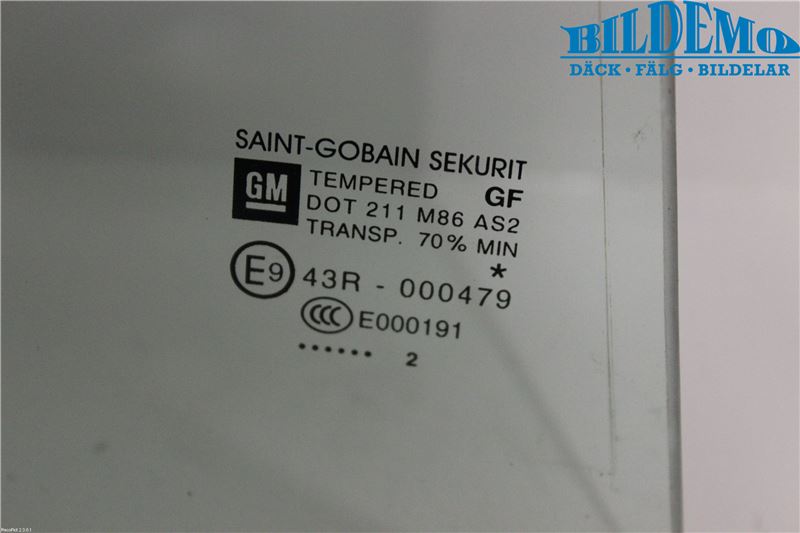 BILDEMO
DÄCK • FÄLG • BILDELAR
SAINT-GOBAIN SEKURIT
GM TEMPERED GF
DOT 211 M86 AS2
TRANSP. 70% MIN
*
E9 43R - 000479
CCC E000191
•••••• 2